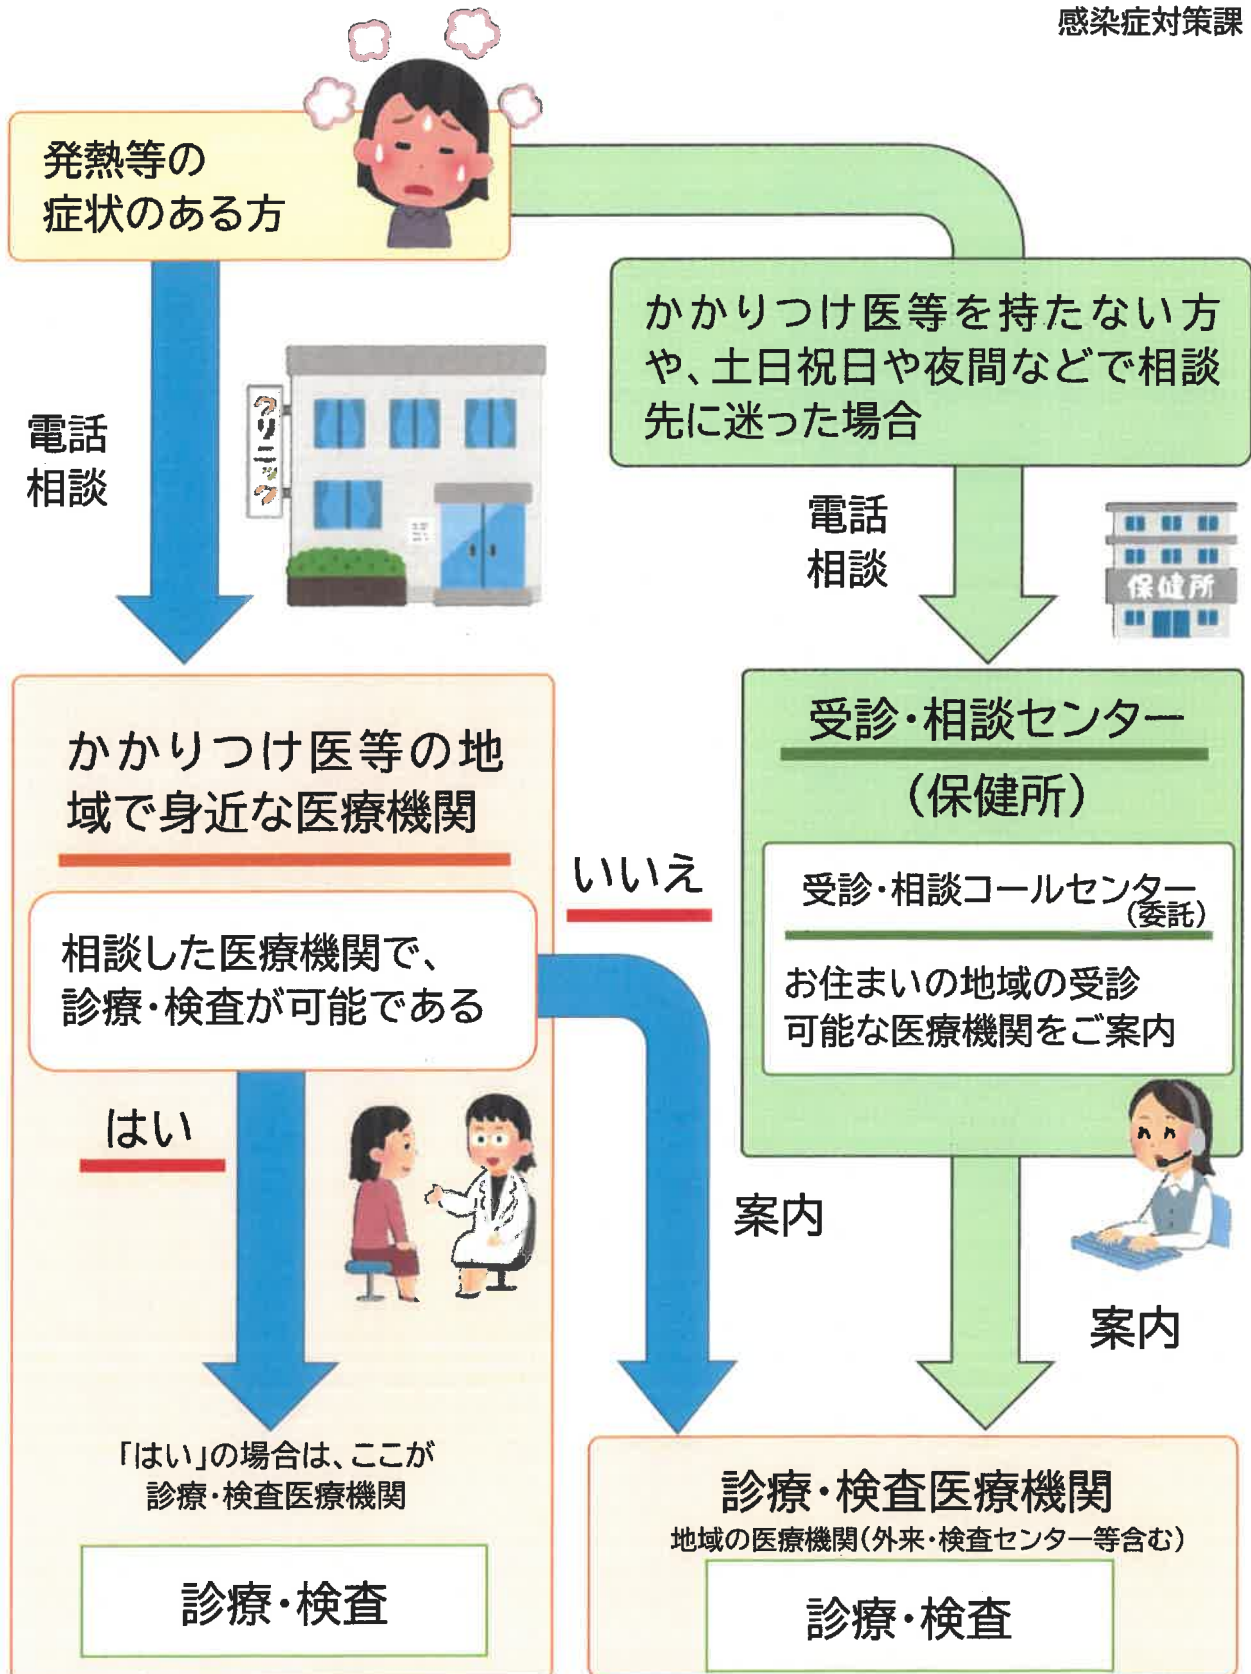 感染症対策課
発熱等の
症状のある方
かかりつけ医等を持たない方
や、土日祝日や夜間などで相談
先に迷った場合
電話
相談
クリニック
電話
相談
保健所
かかりつけ医等の地
域で身近な医療機関
受診・相談センター
（保健所）
いいえ
受診・相談コールセンター
（委託）
相談した医療機関で、
診療・検査が可能である
お住まいの地域の受診
可能な医療機関をご案内
はい
案内
案内
「はい」の場合は、ここが
診療・検査医療機関
診療・検査
診療・検査医療機関
地域の医療機関（外来・検査センター等含む）
診療・検査